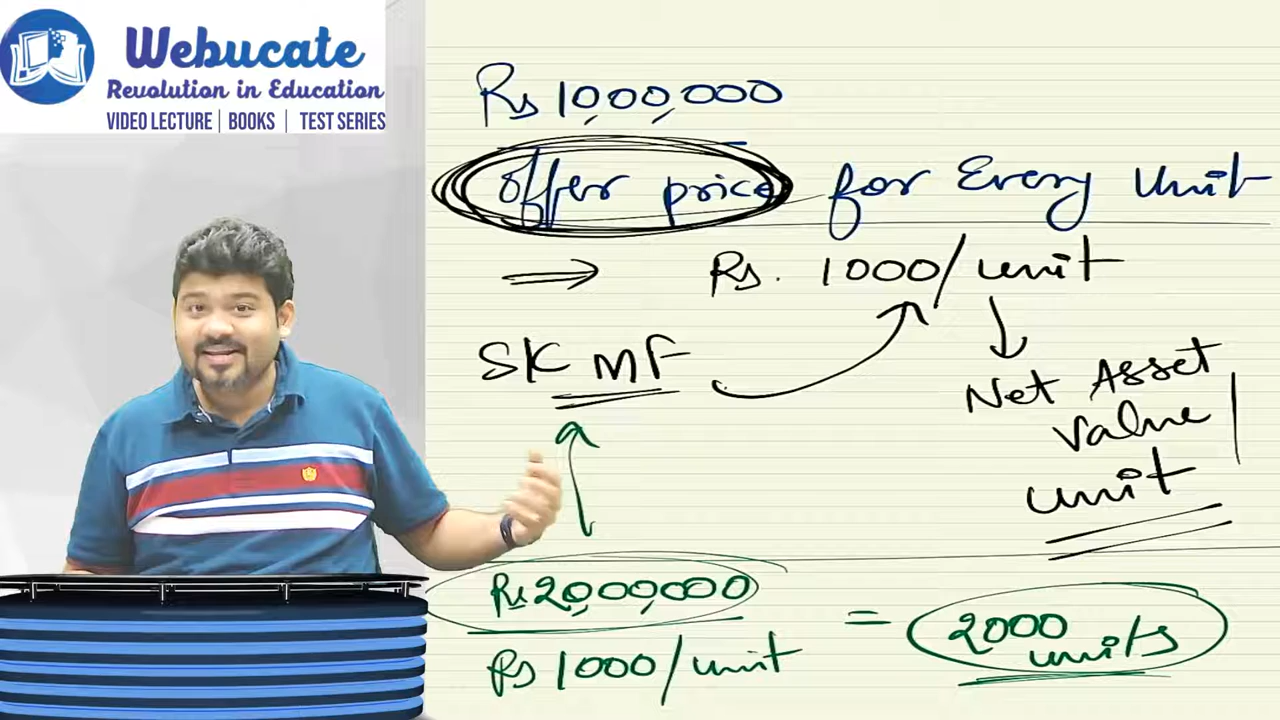 Webucate
Revolution in Education
VIDEO LECTURE | BOOKS | TEST SERIES
Rs 10,00,000
offer price for Every Unit
⇒ Rs. 1000/unit
SK MF
Net Asset
Value/
unit
Rs 20,00,000
Rs 1000/unit
= 2000
units